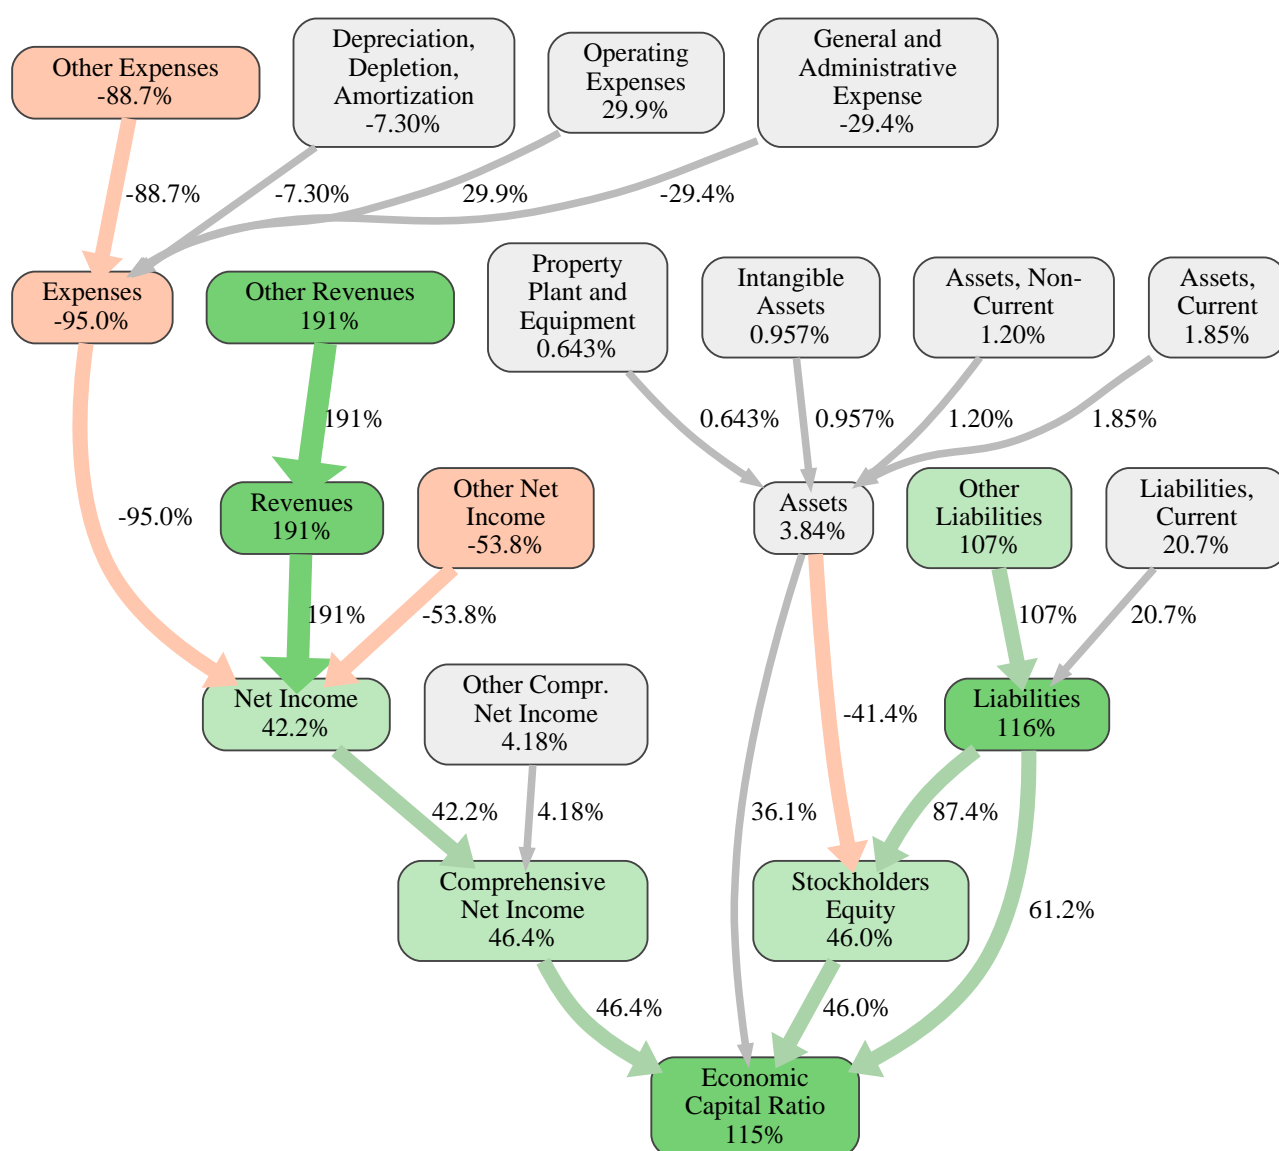 Other Expenses
-88.7%
Depreciation,
Depletion,
Amortization
-7.30%
Operating
Expenses
29.9%
General and
Administrative
Expense
-29.4%
-88.7%
-7.30%
29.9%
-29.4%
Expenses
-95.0%
Other Revenues
191%
Property
Plant and
Equipment
0.643%
Intangible
Assets
0.957%
Assets, Non-
Current
1.20%
Assets,
Current
1.85%
191%
0.643%
0.957%
1.20%
1.85%
-95.0%
Revenues
191%
Other Net
Income
-53.8%
Assets
3.84%
Other
Liabilities
107%
Liabilities,
Current
20.7%
191%
-53.8%
107%
20.7%
Net Income
42.2%
Other Compr.
Net Income
4.18%
-41.4%
Liabilities
116%
42.2%
4.18%
36.1%
87.4%
Comprehensive
Net Income
46.4%
Stockholders
Equity
46.0%
61.2%
46.4%
46.0%
Economic
Capital Ratio
115%